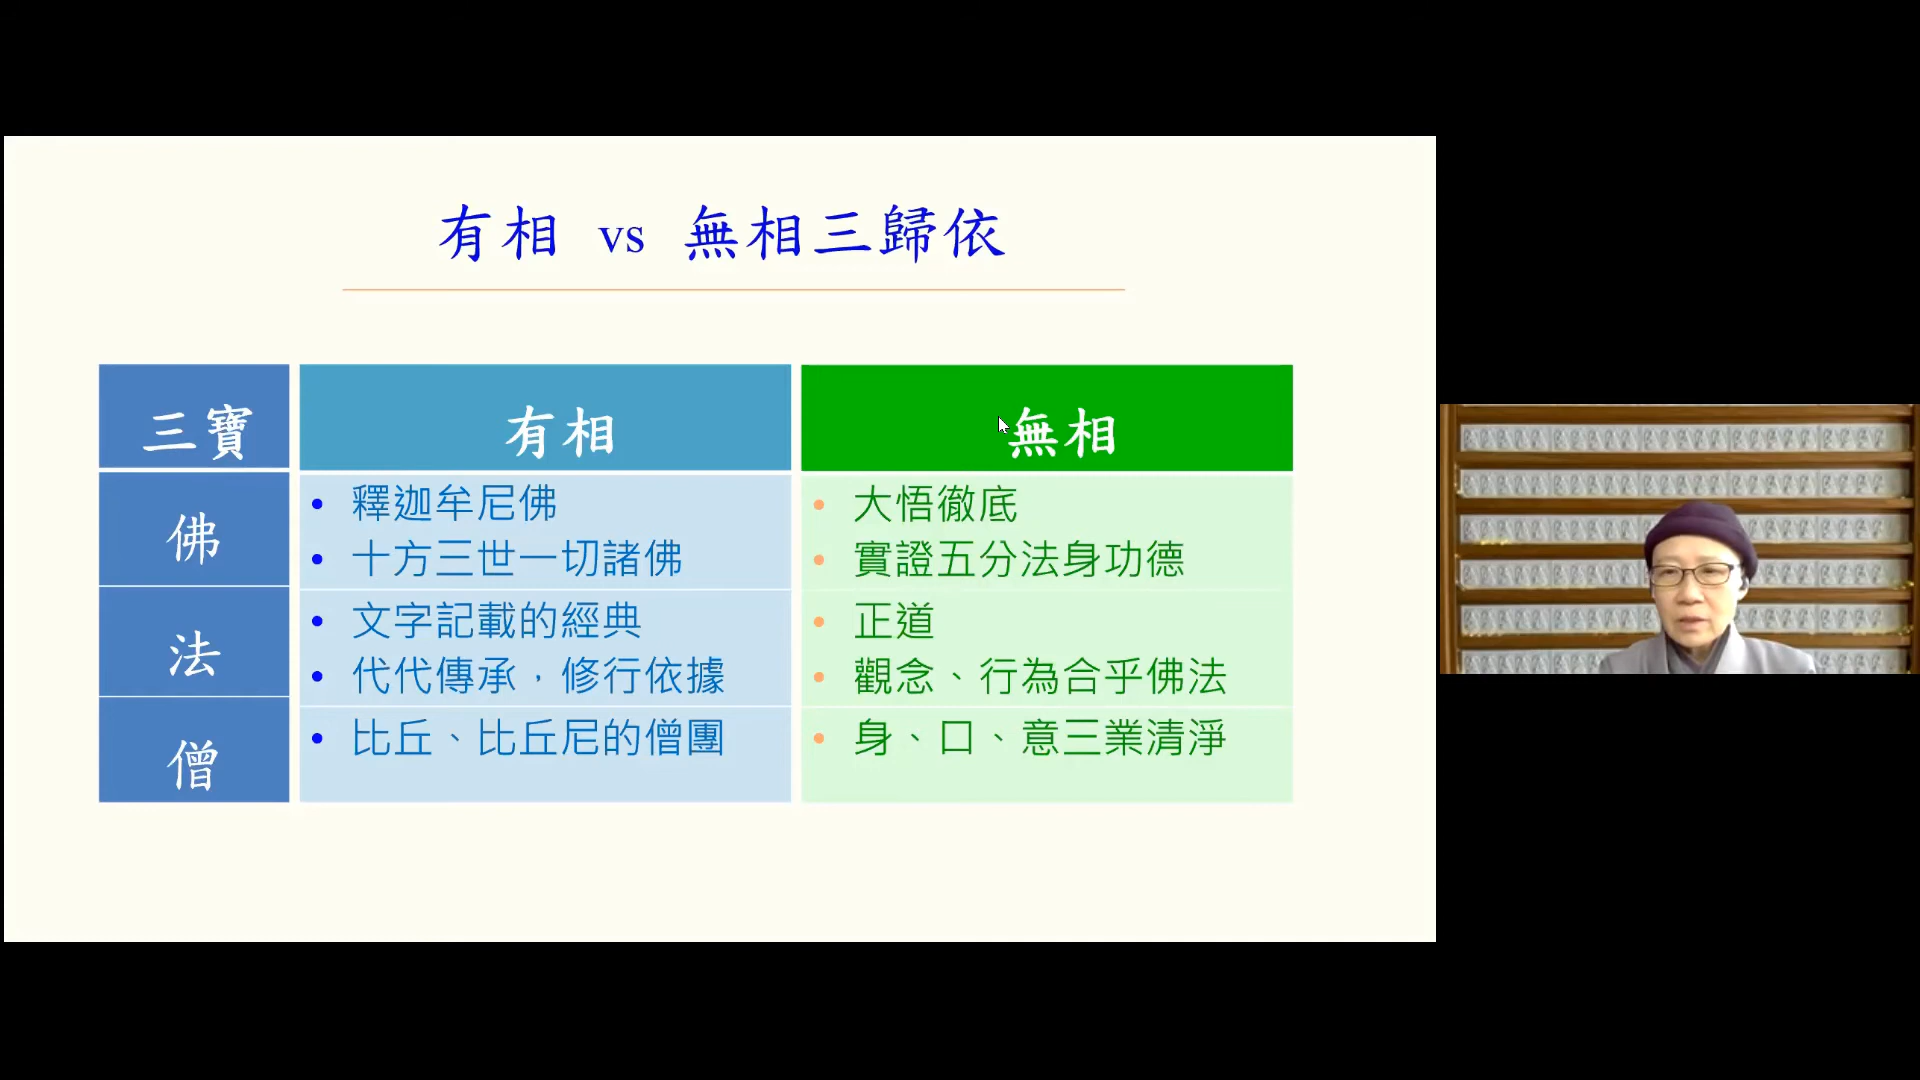 有相 vs 無相三歸依
三寶 有相 無相
佛
• 釋迦牟尼佛
• 十方三世一切諸佛
• 大悟徹底
• 實證五分法身功德
法
• 文字記載的經典
• 代代傳承，修行依據
• 正道
• 觀念、行為合乎佛法
僧
• 比丘、比丘尼的僧團
• 身、口、意三業清淨